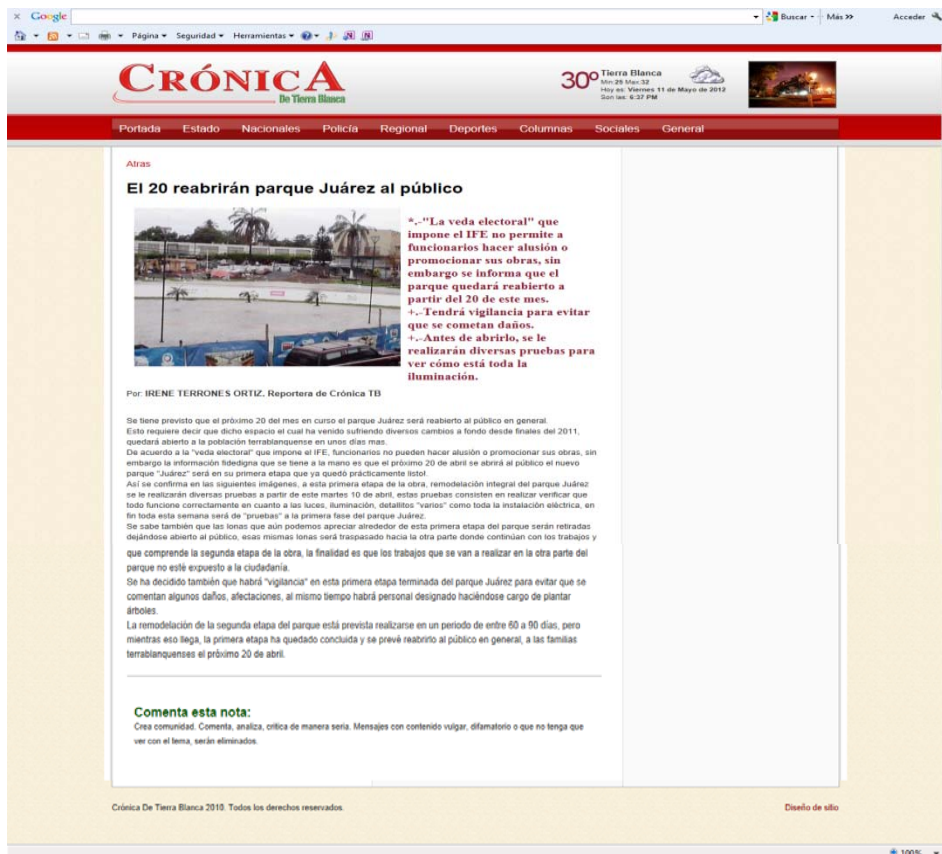 × Google
Buscar Más » Acceder
Página Seguridad Herramientas
CRÓNICA
De Tierra Blanca
30º
Tierra Blanca
Min:25 Max:32
Hoy es: Viernes 11 de Mayo de 2012
Son las: 6:37 PM
Portada Estado Nacionales Policía Regional Deportes Columnas Sociales General
Atras
El 20 reabrirán parque Juárez al público
*.-"La veda electoral" que
impone el IFE no permite a
funcionarios hacer alusión o
promocionar sus obras, sin
embargo se informa que el
parque quedará reabierto a
partir del 20 de este mes.
+.-Tendrá vigilancia para evitar
que se cometan daños.
+.-Antes de abrirlo, se le
realizarán diversas pruebas para
ver cómo está toda la
iluminación.
Por: IRENE TERRONES ORTIZ, Reportera de Crónica TB
Se tiene previsto que el próximo 20 del mes en curso el parque Juárez será reabierto al público en general.
Esto requiere decir que dicho espacio el cual ha venido sufriendo diversos cambios a fondo desde finales del 2011,
quedará abierto a la población terrablanquense en unos días mas.
De acuerdo a la "veda electoral" que impone el IFE, funcionarios no pueden hacer alusión o promocionar sus obras, sin
embargo la información fidedigna que se tiene a la mano es que el próximo 20 de abril se abrirá al público el nuevo
parque "Juárez" será en su primera etapa que ya quedó prácticamente listo!.
Así se confirma en las siguientes imágenes, a esta primera etapa de la obra, remodelación integral del parque Juárez
se le realizarán diversas pruebas a partir de este martes 10 de abril, estas pruebas consisten en realizar verificar que
todo funcione correctamente en cuanto a las luces, iluminación, detallitos "varios" como toda la instalación eléctrica, en
fin toda esta semana será de "pruebas" a la primera fase del parque Juárez.
Se sabe también que las lonas que aún podemos apreciar alrededor de esta primera etapa del parque serán retiradas
dejándose abierto al público, esas mismas lonas será traspasado hacia la otra parte donde continúan con los trabajos y
que comprende la segunda etapa de la obra, la finalidad es que los trabajos que se van a realizar en la otra parte del
parque no esté expuesto a la ciudadanía.
Se ha decidido también que habrá "vigilancia" en esta primera etapa terminada del parque Juárez para evitar que se
comentan algunos daños, afectaciones, al mismo tiempo habrá personal designado haciéndose cargo de plantar
árboles.
La remodelación de la segunda etapa del parque está prevista realizarse en un periodo de entre 60 a 90 días, pero
mientras eso llega, la primera etapa ha quedado concluida y se prevé reabrirlo al público en general, a las familias
terrablanquenses el próximo 20 de abril.
Comenta esta nota:
Crea comunidad. Comenta, analiza, critica de manera seria. Mensajes con contenido vulgar, difamatorio o que no tenga que
ver con el tema, serán eliminados.
Crónica De Tierra Blanca 2010. Todos los derechos reservados. Diseño de sitio
100%